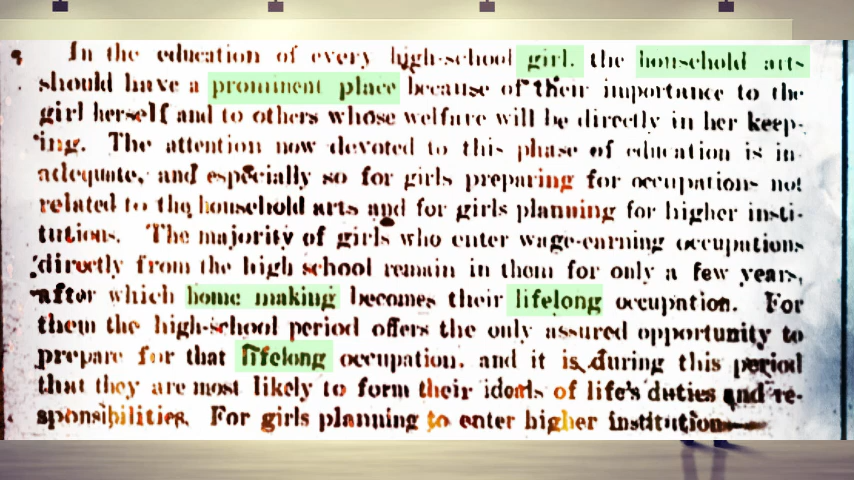 In the education of every high-school girl, the household arts
should have a prominent place because of their importance to the
girl herself and to others whose welfare will be directly in her keep-
ing. The attention now devoted to this phase of education is in-
adequate, and especially so for girls preparing for occupations not
related to the household arts and for girls planning for higher insti-
tutions. The majority of girls who enter wage-earning occupations
directly from the high school remain in them for only a few years,
after which home making becomes their lifelong occupation. For
them the high-school period offers the only assured opportunity to
prepare for that lifelong occupation, and it is during this period
that they are most likely to form their ideals of life's duties and re-
sponsibilities. For girls planning to enter higher institutions